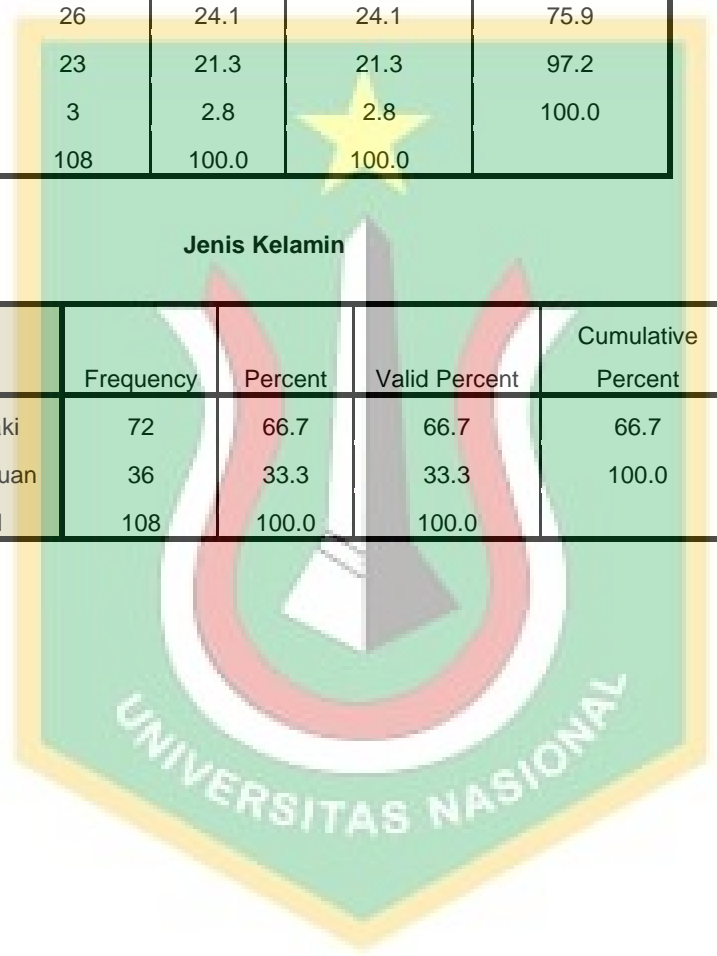 26 24.1 24.1 75.9
23 21.3 21.3 97.2
3 2.8 2.8 100.0
108 100.0 100.0
Jenis Kelamin
Cumulative
Frequency Percent Valid Percent Percent
72 66.7 66.7 66.7
36 33.3 33.3 100.0
108 100.0 100.0
UNIVERSITAS NASIONAL